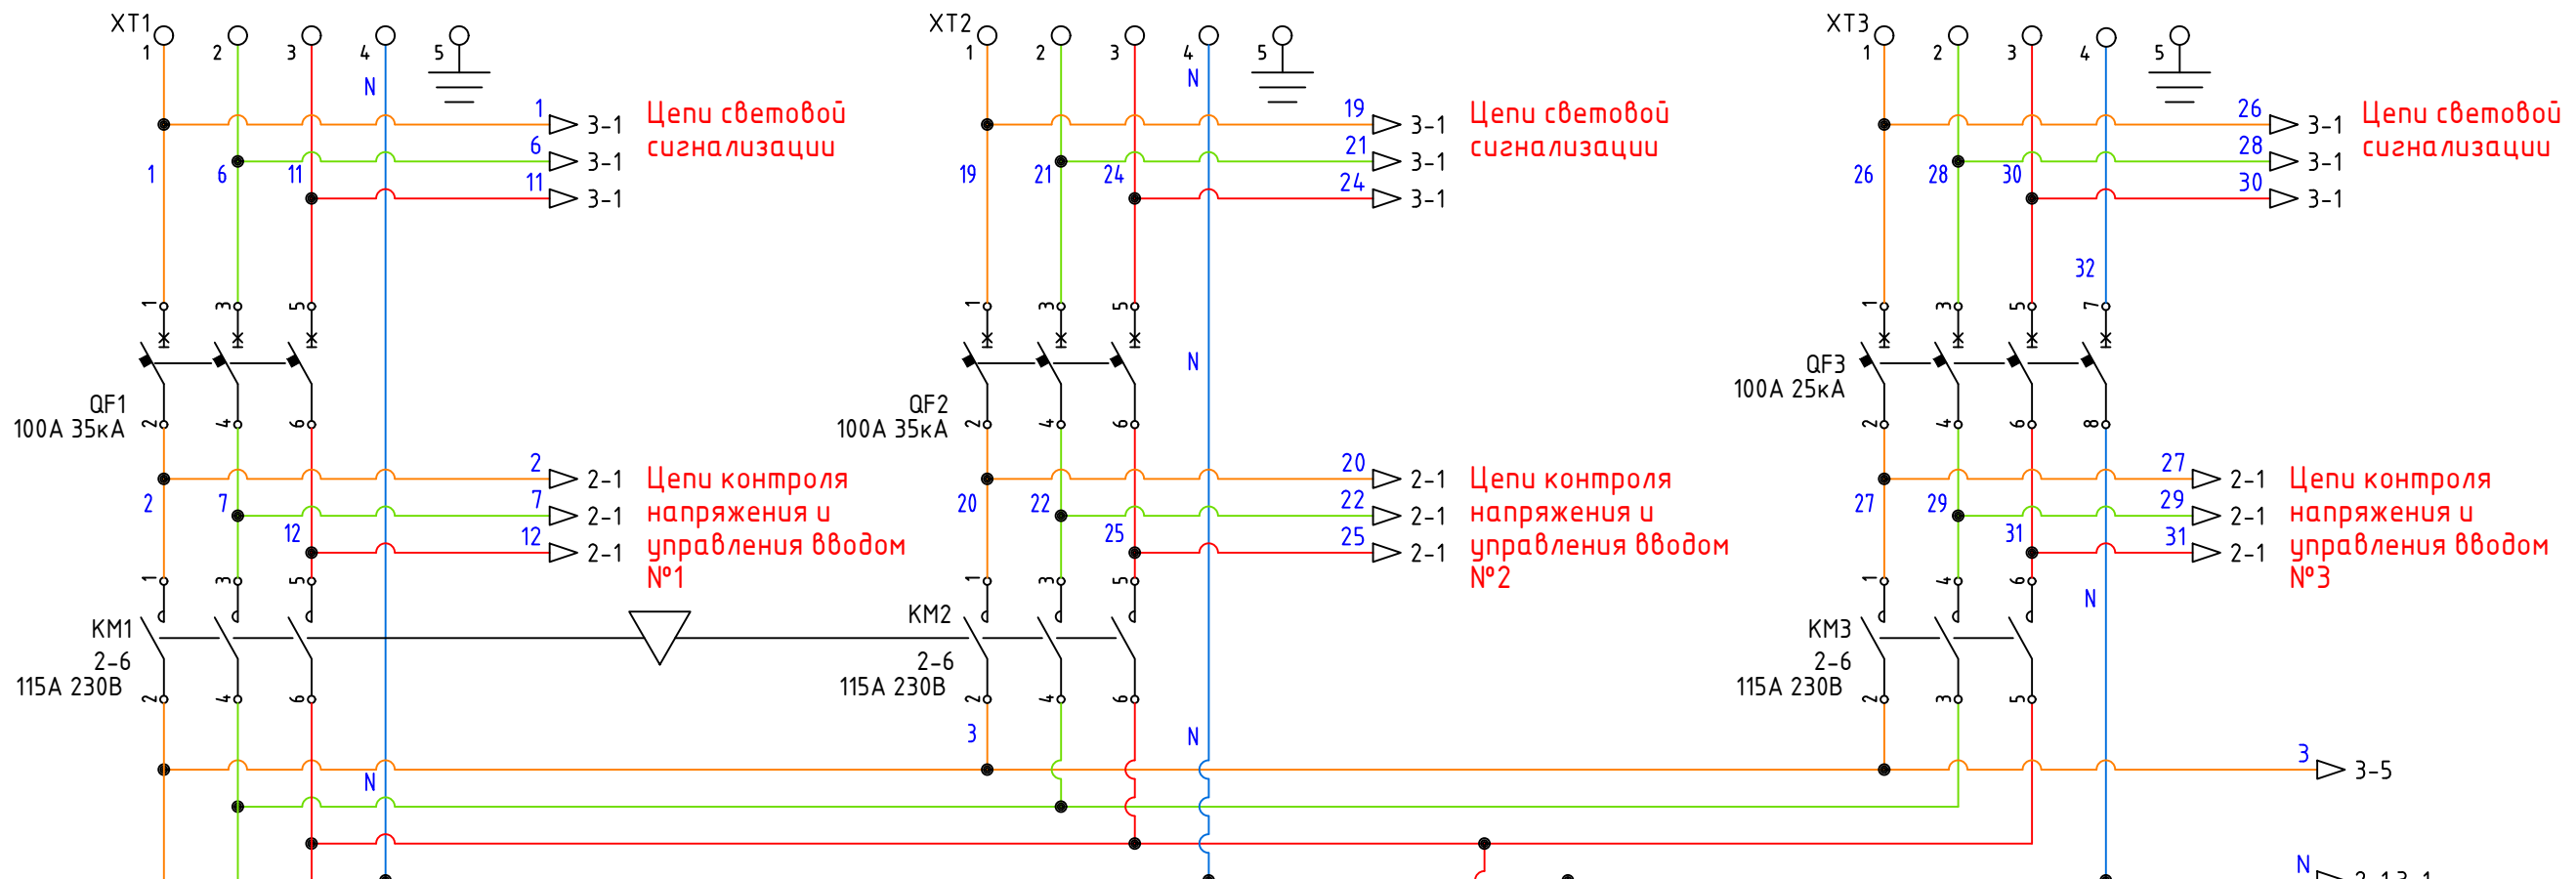 XT1 XT2 XT3
1 2 3 4 5 1 2 3 4 5 1 2 3 4 5
N N
1 19 26
3-1 Цепи световой 3-1 Цепи световой 3-1 Цепи световой
6 21 28
3-1 сигнализации 3-1 сигнализации 3-1 сигнализации
1 6 11 11 19 21 24 24 26 28 30 30
3-1 3-1 3-1
32
1 3 5 1 3 5 1 3 5 7
N
QF3
100А 25кА
QF1 QF2
100А 35кА 100А 35кА
2 4 6 2 4 6 2 4 6 8
2 20 27
2-1 Цепи контроля 2-1 Цепи контроля 2-1 Цепи контроля
2 7 7 20 22 22 27 29 29
2-1 напряжения и 2-1 напряжения и 2-1 напряжения и
12 12 25 25 31 31
2-1 управления вводом 2-1 управления вводом 2-1 управления вводом
№1 №2 №3
1 3 5 1 3 5 1 4 6
N
KM1 KM2 KM3
2-6 2-6 2-6
115А 230В 115А 230В 115А 230В
2 4 6 2 4 6 2 3 5
3 N
3
3-5
N
N